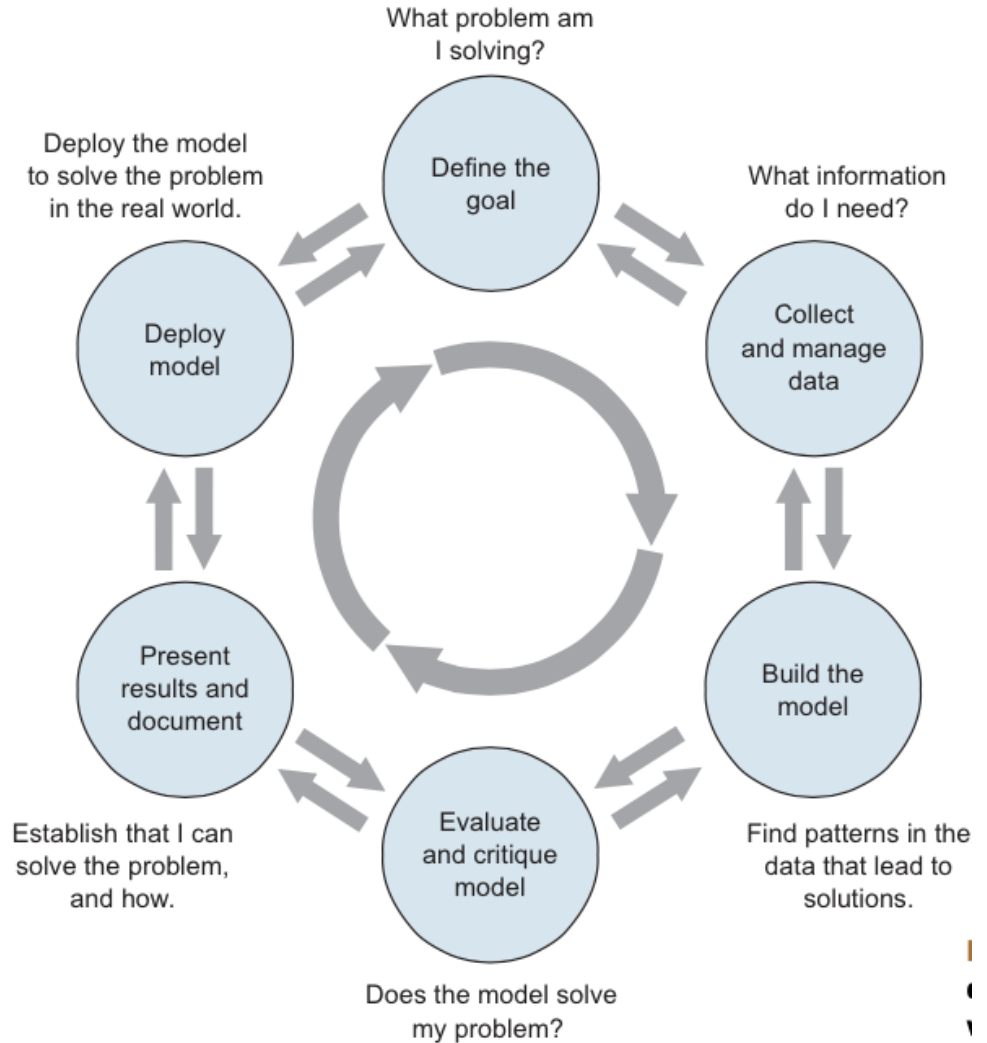 What problem am
I solving?
Define the
goal
What information
do I need?
Collect
and manage
data
Build the
model
Find patterns in the
data that lead to
solutions.
Evaluate
and critique
model
Does the model solve
my problem?
Present
results and
document
Establish that I can
solve the problem,
and how.
Deploy
model
Deploy the model
to solve the problem
in the real world.